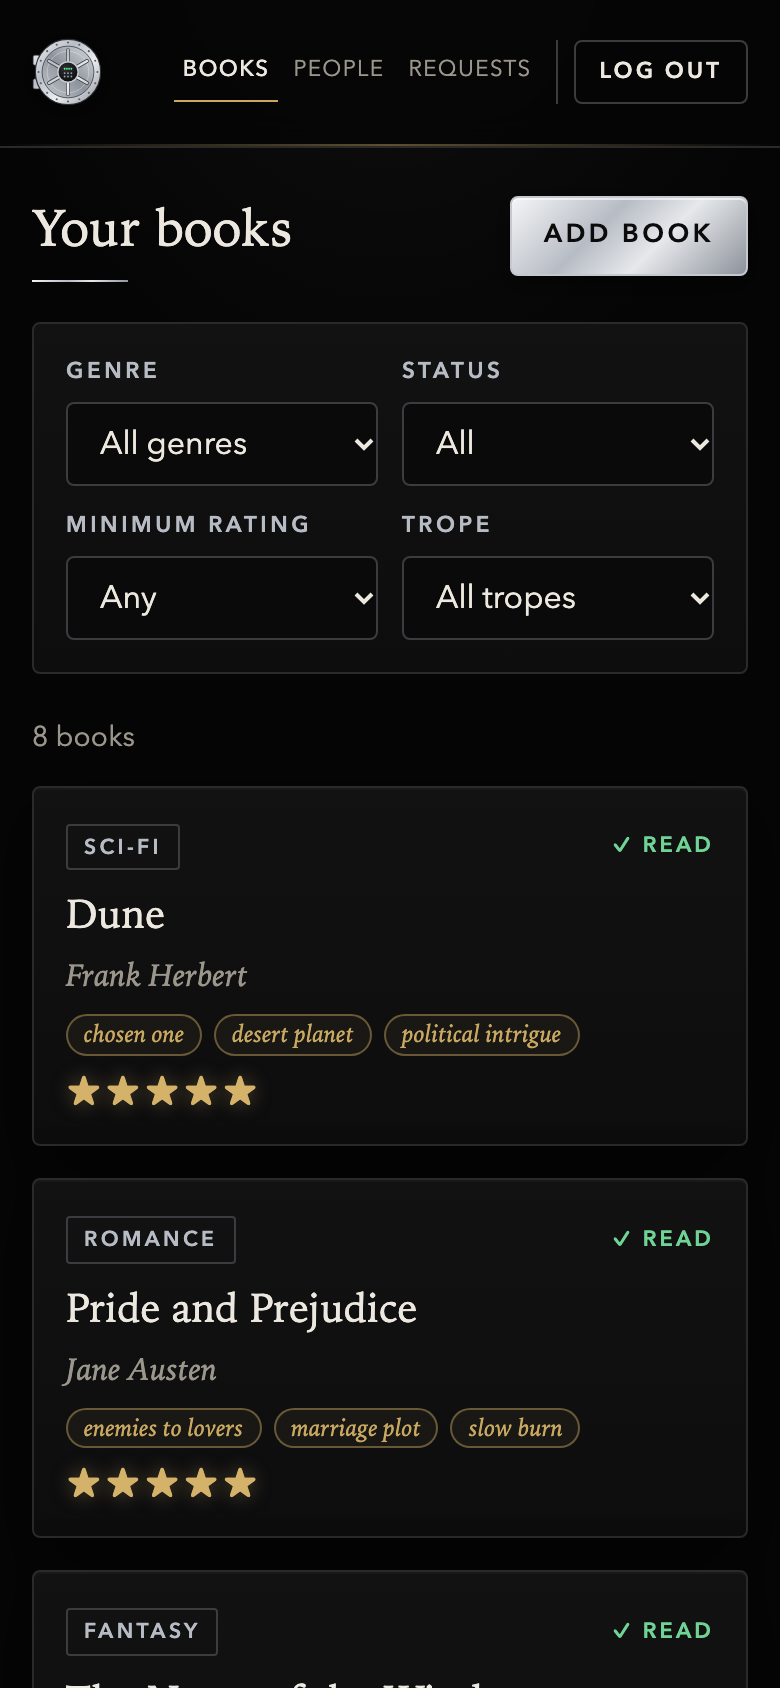 BOOKS PEOPLE REQUESTS LOG OUT
Your books
ADD BOOK
GENRE STATUS
All genres All
MINIMUM RATING TROPE
Any All tropes
8 books
SCI-FI ✓ READ
Dune
Frank Herbert
chosen one desert planet political intrigue
★★★★★
ROMANCE ✓ READ
Pride and Prejudice
Jane Austen
enemies to lovers marriage plot slow burn
★★★★★
FANTASY ✓ READ